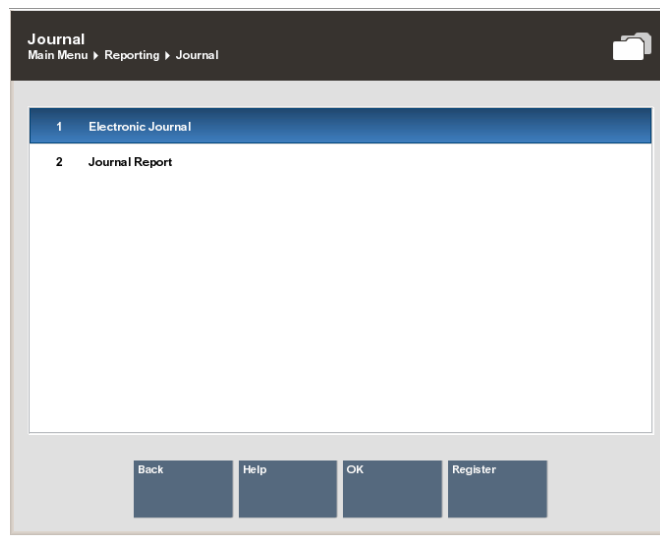 Journal
Main Menu ▸ Reporting ▸ Journal
1 Electronic Journal
2 Journal Report
Back Help OK Register